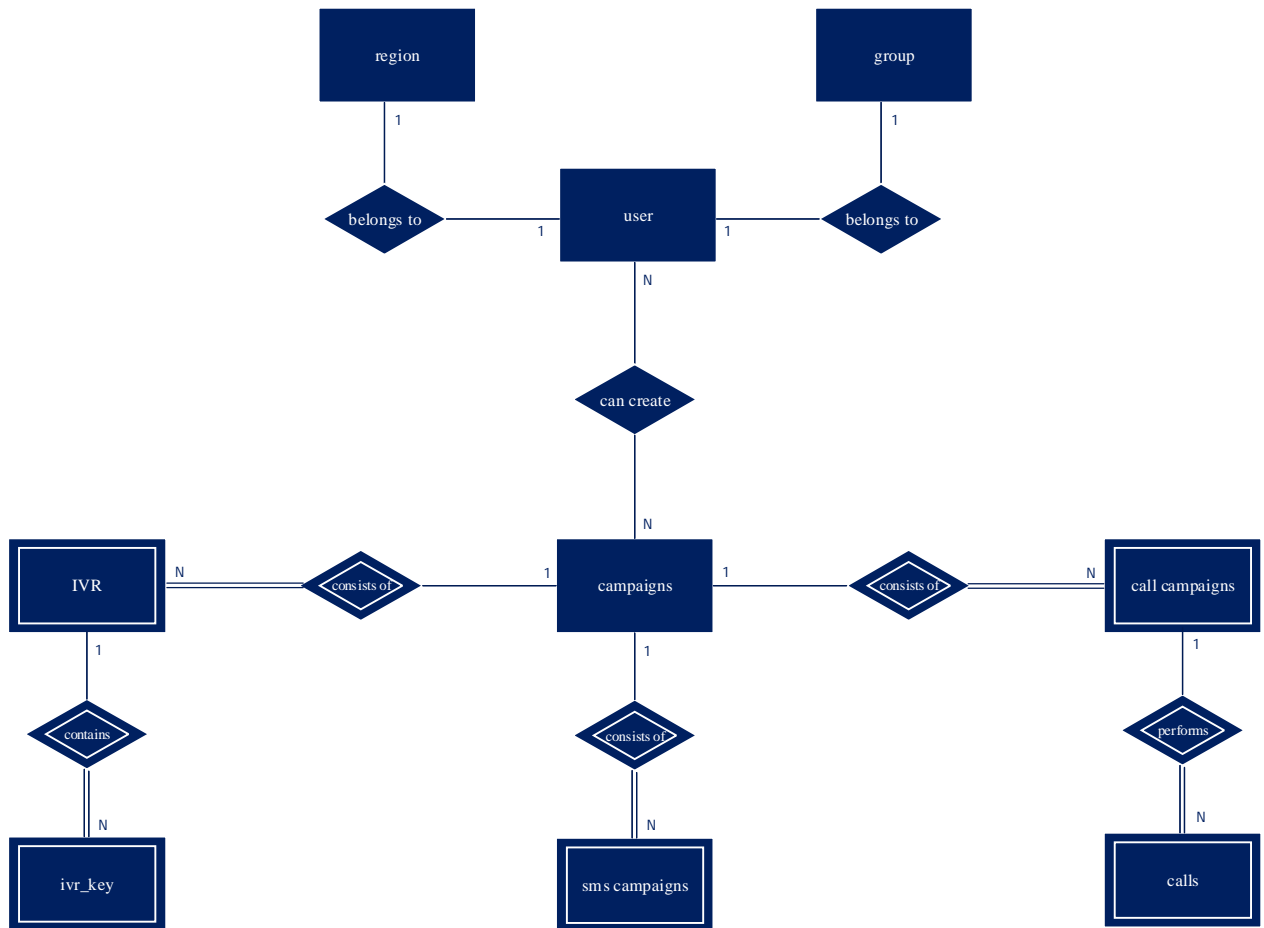 region
group
1
1
user
belongs to
belongs to
1
1
N
can create
N
IVR
N
consists of
1
campaigns
1
consists of
N
call campaigns
1
1
1
contains
consists of
performs
N
N
N
ivr_key
sms campaigns
calls